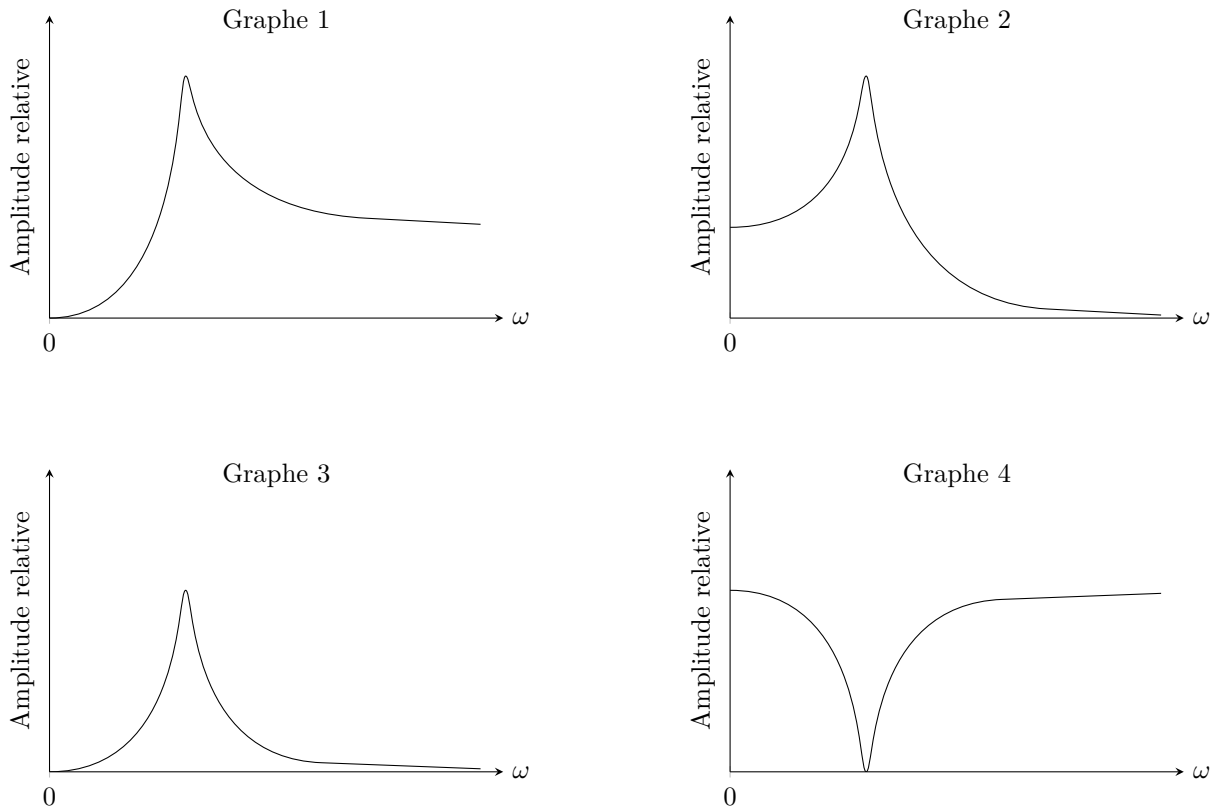 Graphe 1
Amplitude relative
ω
0
Graphe 2
Amplitude relative
ω
0
Graphe 3
Amplitude relative
ω
0
Graphe 4
Amplitude relative
ω
0